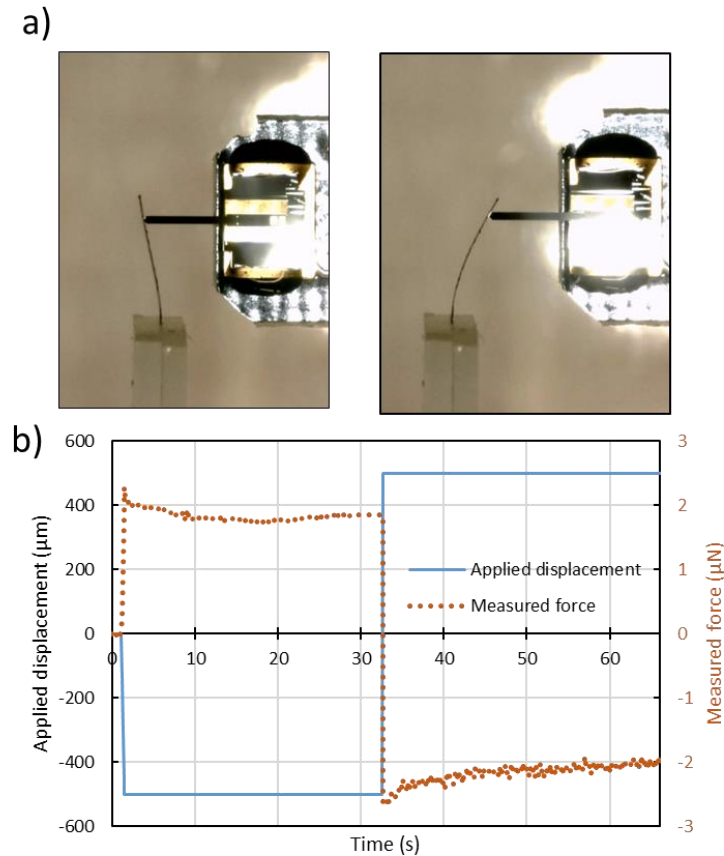 a)
b)
600
400
200
0
-200
-400
-600
Applied displacement (µm)
3
2
1
0
-1
-2
-3
Measured force (µN)
Applied displacement
Measured force
0 10 20 30 40 50 60
Time (s)